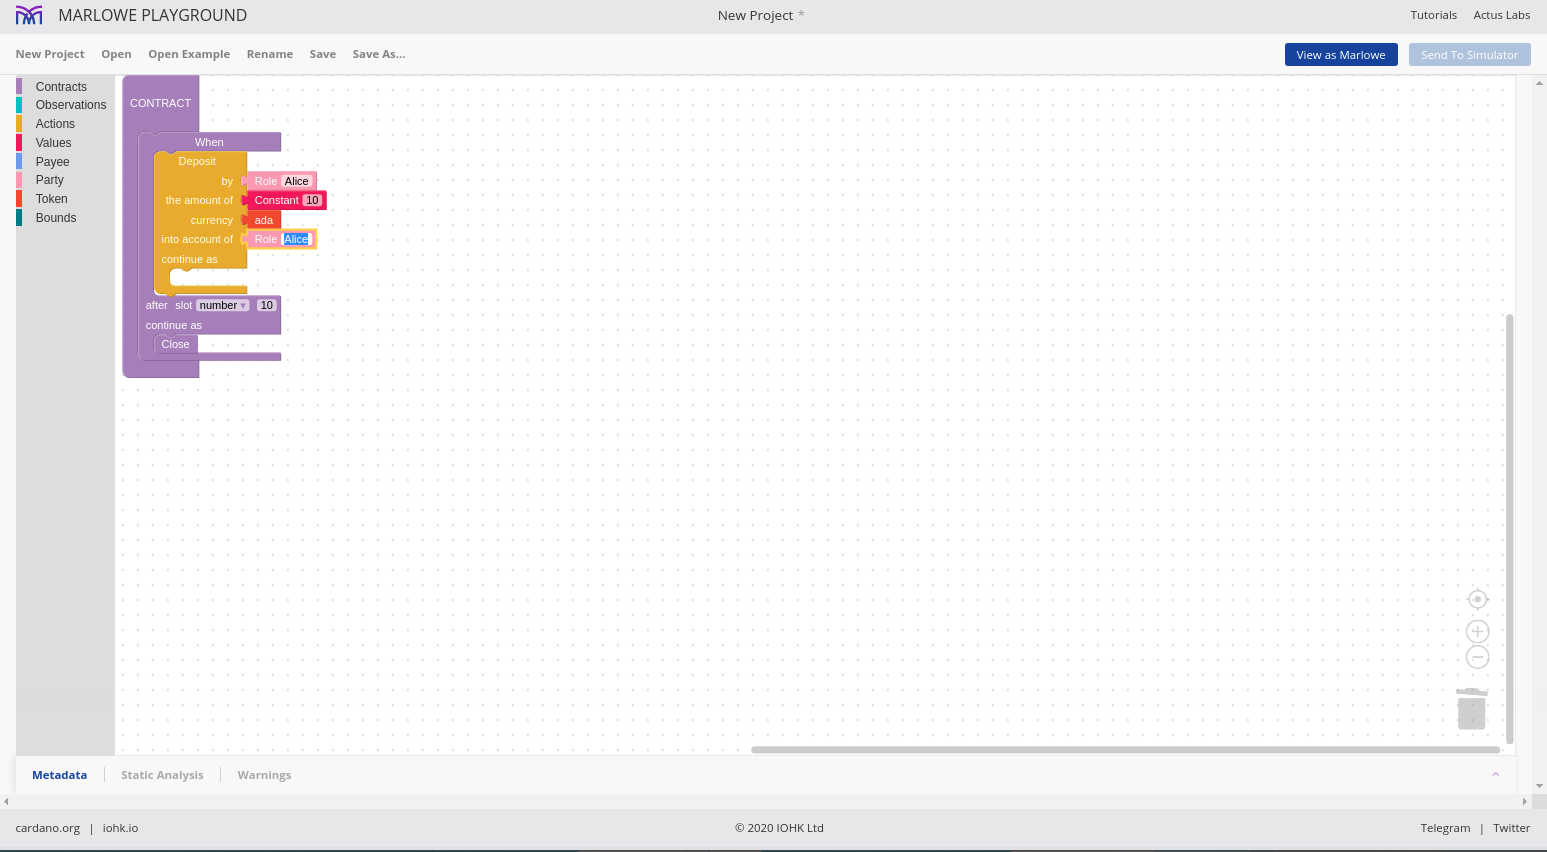 MARLOWE PLAYGROUND New Project * Tutorials Actus Labs
New Project Open Open Example Rename Save Save As... View as Marlowe Send To Simulator
Contracts
Observations
Actions
Values
Payee
Party
Token
Bounds
CONTRACT
When
Deposit
by Role Alice
the amount of Constant 10
currency ada
into account of Role Alice
continue as
after slot number ▾ 10
continue as
Close
Metadata Static Analysis Warnings
cardano.org | iohk.io © 2020 IOHK Ltd Telegram | Twitter